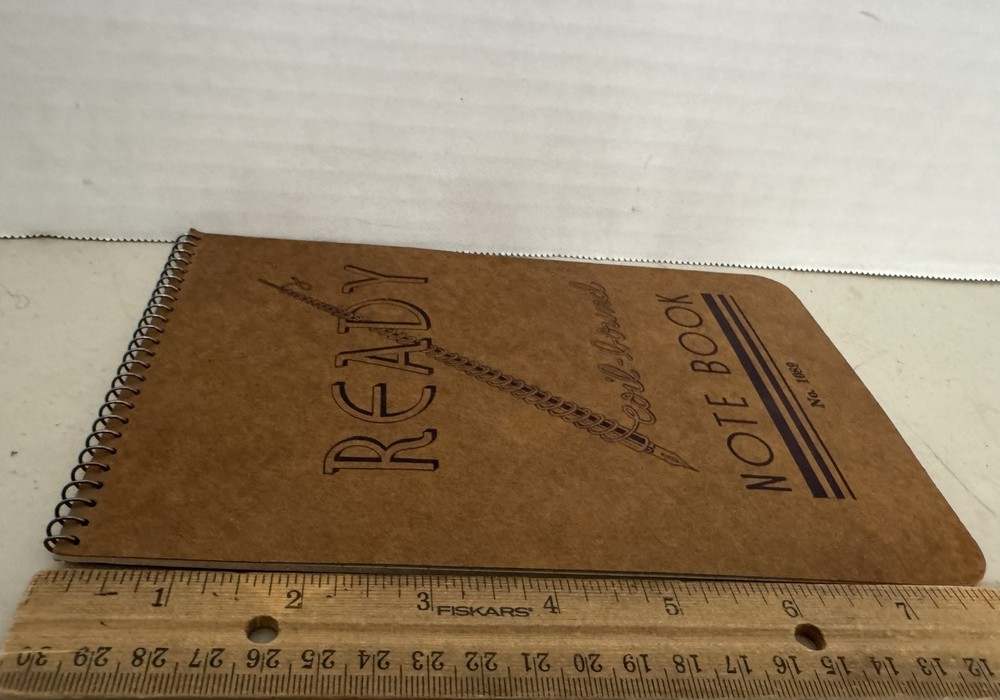 READY
coil-bound
NOTE BOOK
No. 1089
1 2 3 FISKARS® 4 5 6 7
30 29 28 27 26 25 24 23 22 21 20 19 18 17 16 15 14 13 12